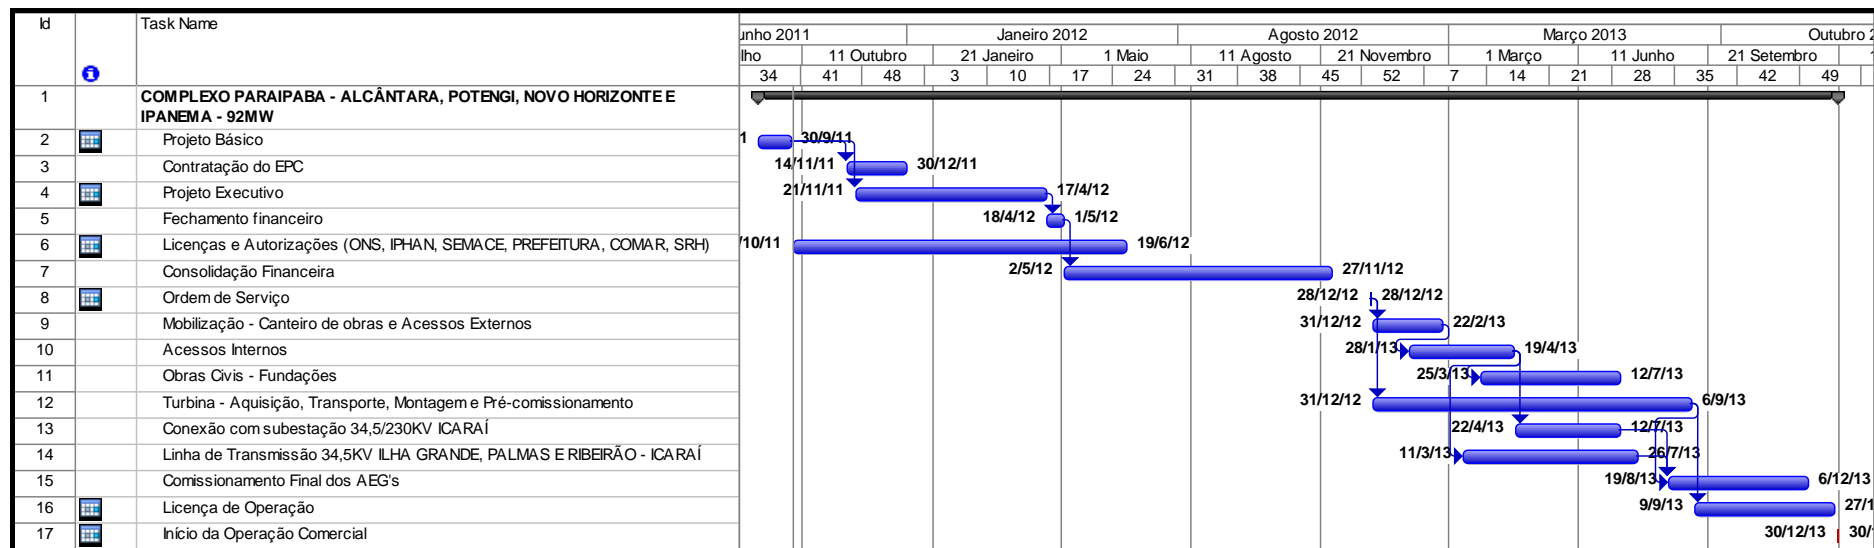 Id Task Name
unho 2011 Janeiro 2012 Agosto 2012 Março 2013 Outubro 2
lho 11 Outubro 21 Janeiro 1 Maio 11 Agosto 21 Novembro 1 Março 11 Junho 21 Setembro 1
34 41 48 3 10 17 24 31 38 45 52 7 14 21 28 35 42 49
1 COMPLEXO PARAIPABA - ALCÂNTARA, POTENGI, NOVO HORIZONTE E
IPANEMA - 92MW
2 Projeto Básico 1 30/9/11
3 Contratação do EPC 14/11/11 30/12/11
4 Projeto Executivo 21/11/11 17/4/12
5 Fechamento financeiro 18/4/12 1/5/12
6 Licenças e Autorizações (ONS, IPHAN, SEMACE, PREFEITURA, COMAR, SRH) /10/11 19/6/12
7 Consolidação Financeira 2/5/12 27/11/12
8 Ordem de Serviço 28/12/12 28/12/12
9 Mobilização - Canteiro de obras e Acessos Externos 31/12/12 22/2/13
10 Acessos Internos 28/1/13 19/4/13
11 Obras Civis - Fundações 25/3/13 12/7/13
12 Turbina - Aquisição, Transporte, Montagem e Pré-comissionamento 31/12/12 6/9/13
13 Conexão com subestação 34,5/230KV ICARAÍ 22/4/13 12/7/13
14 Linha de Transmissão 34,5KV ILHA GRANDE, PALMAS E RIBEIRÃO - ICARAÍ 11/3/13 26/7/13
15 Comissionamento Final dos AEG's 19/8/13 6/12/13
16 Licença de Operação 9/9/13 27/1
17 Início da Operação Comercial 30/12/13 30/